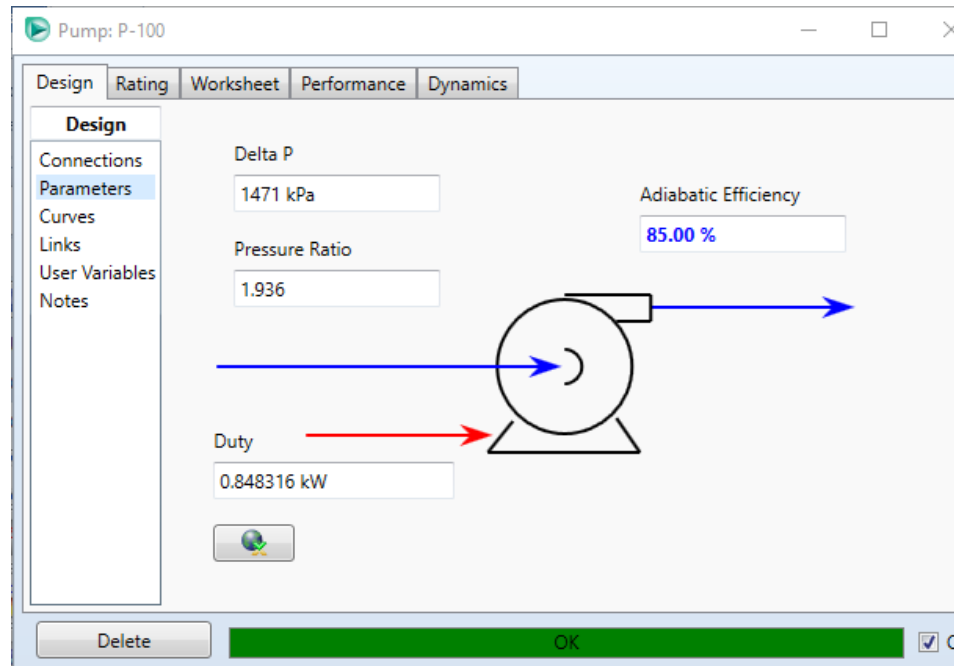 Pump: P-100
Design Rating Worksheet Performance Dynamics
Design
Connections
Parameters
Curves
Links
User Variables
Notes
Delta P
1471 kPa
Adiabatic Efficiency
85.00 %
Pressure Ratio
1.936
Duty
0.848316 kW
Delete
OK